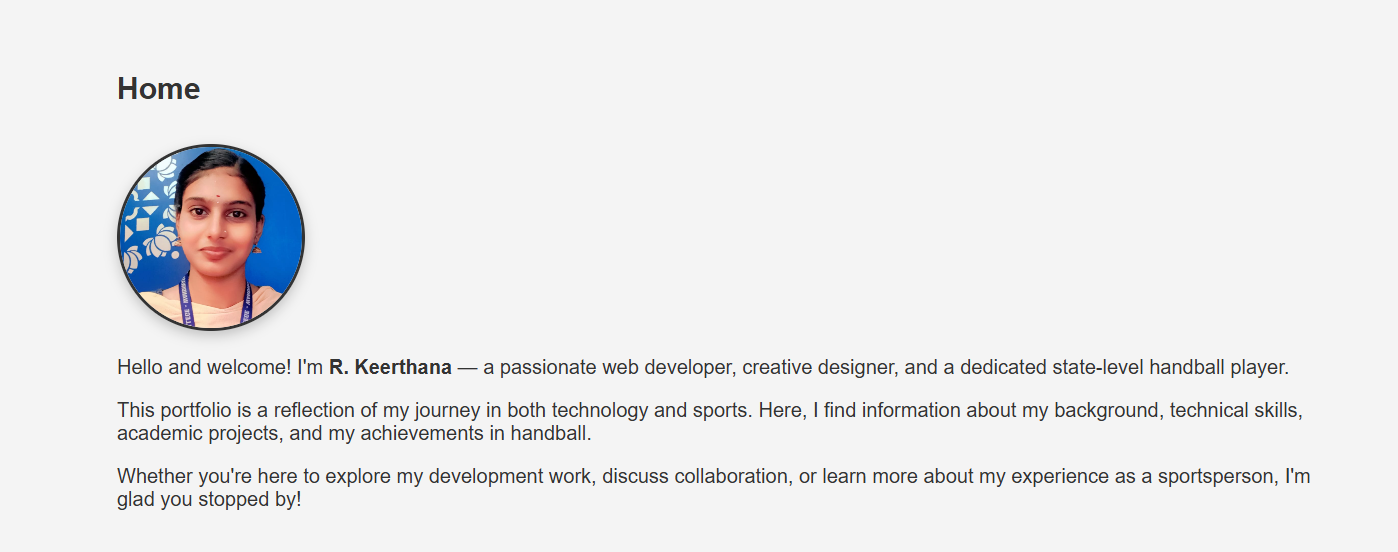 Home
Hello and welcome! I'm R. Keerthana — a passionate web developer, creative designer, and a dedicated state-level handball player.
This portfolio is a reflection of my journey in both technology and sports. Here, I find information about my background, technical skills,
academic projects, and my achievements in handball.
Whether you're here to explore my development work, discuss collaboration, or learn more about my experience as a sportsperson, I'm
glad you stopped by!